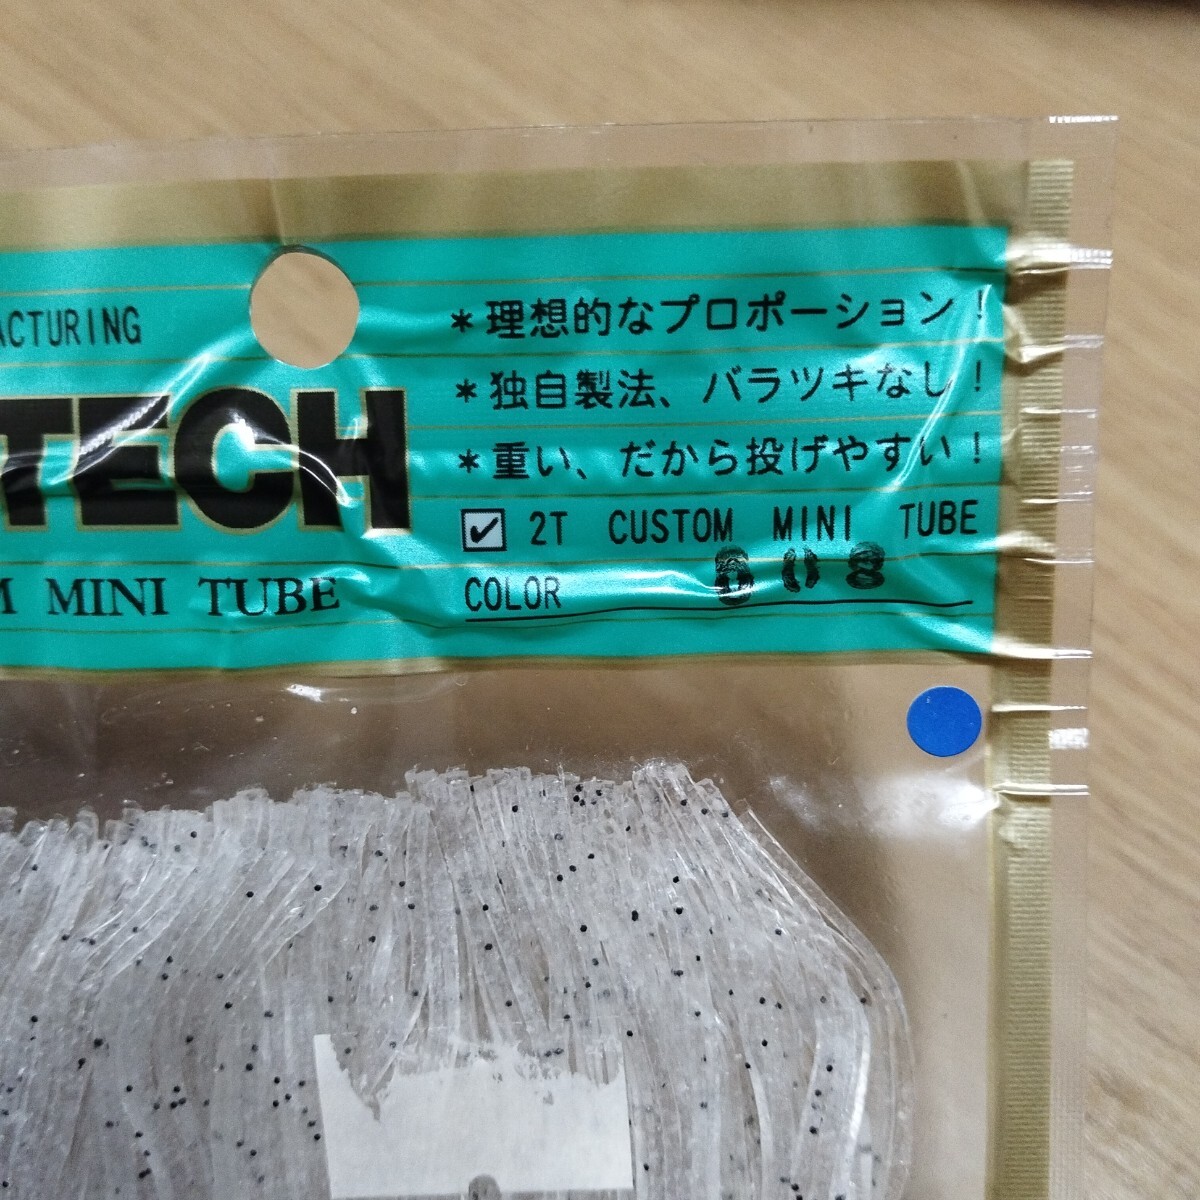 ACTURING
TECH
M MINI TUBE
*理想的なプロポーション!
*独自製法、バラツキなし!
*重い、だから投げやすい!
☑ 2T CUSTOM MINI TUBE
COLOR 808